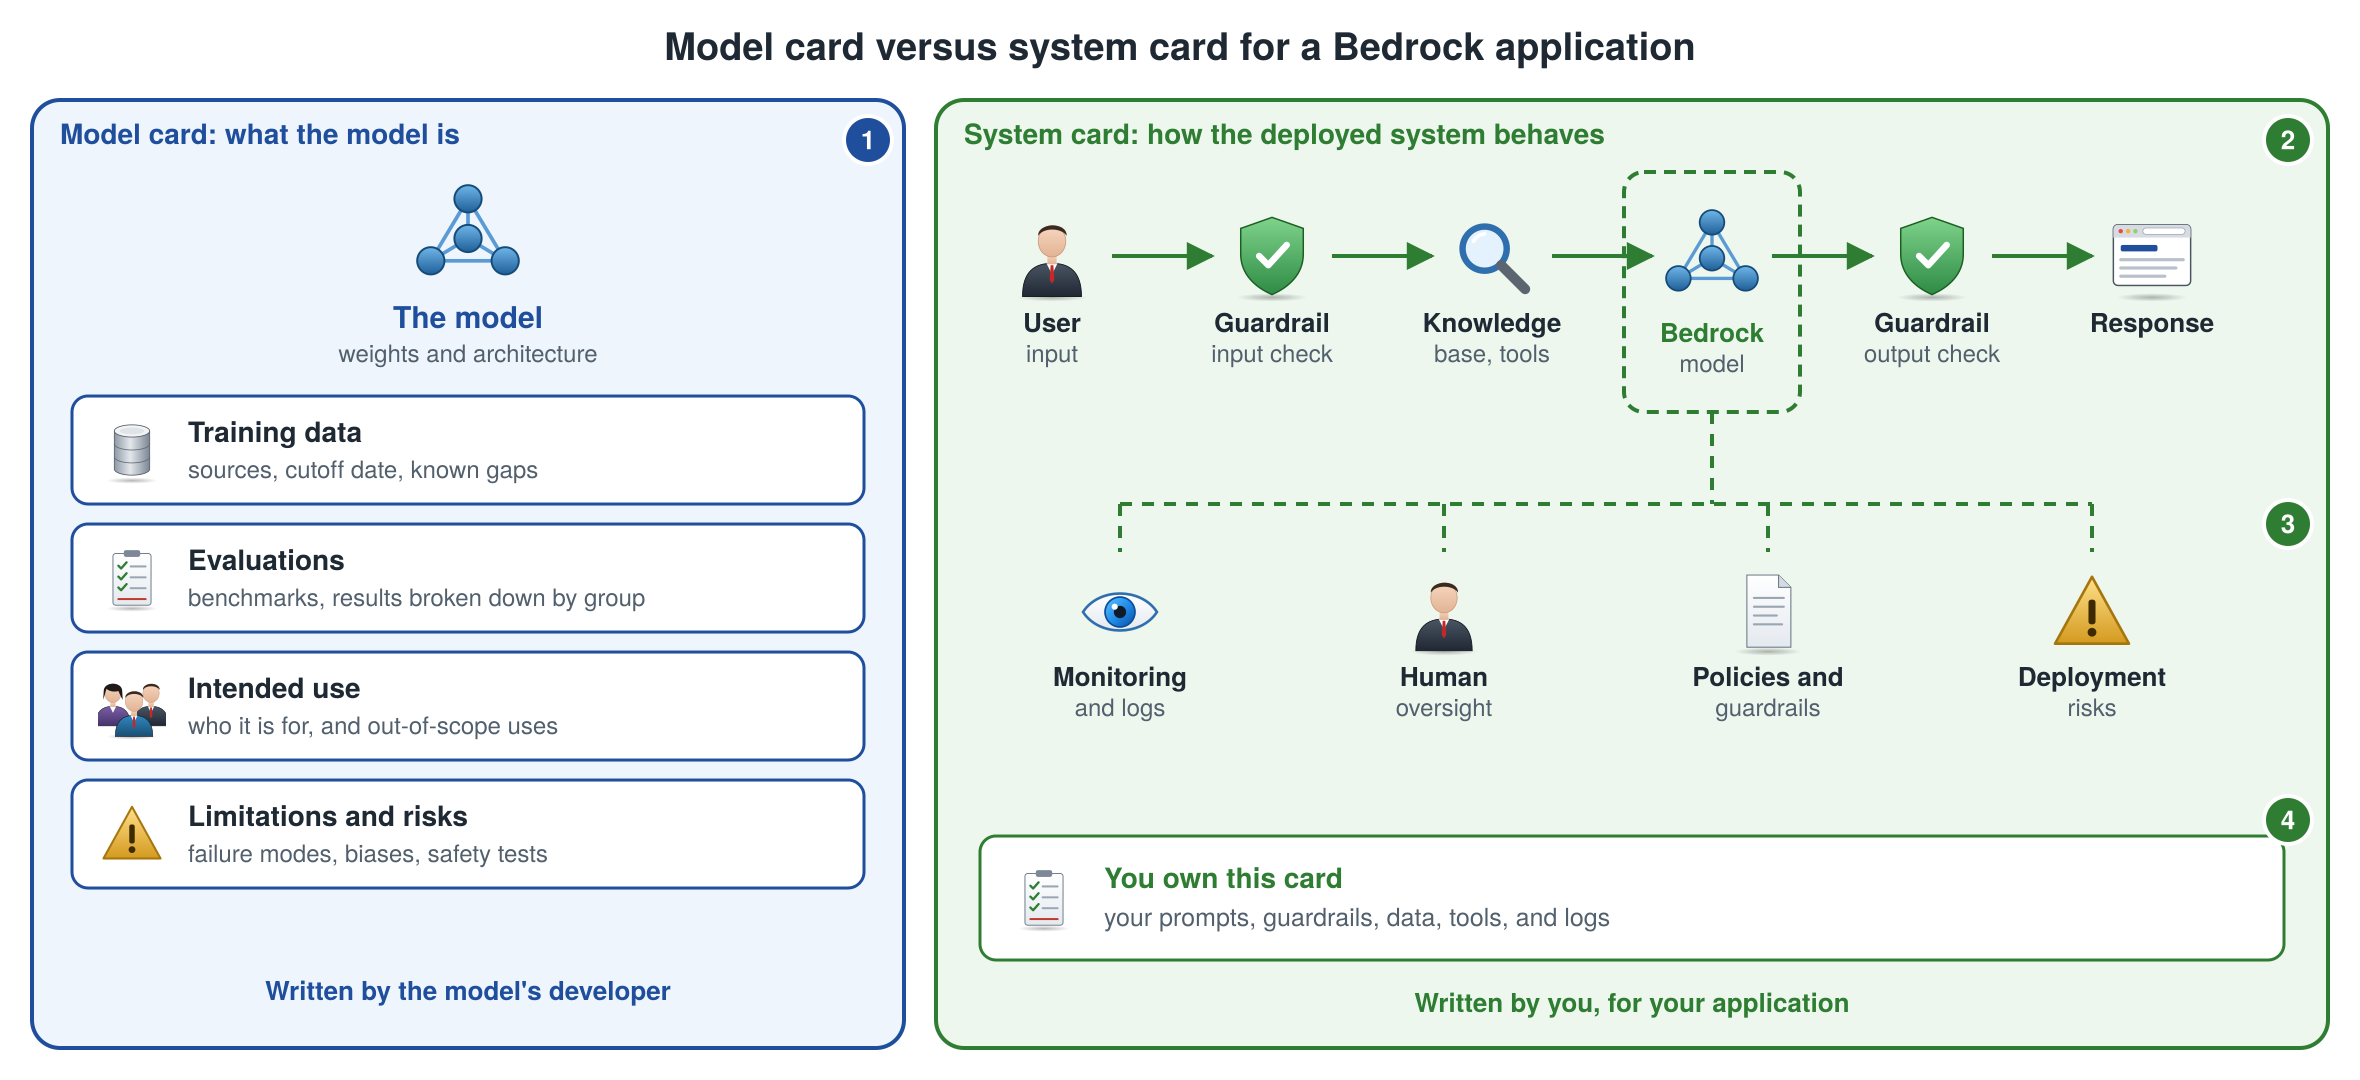 Model card versus system card for a Bedrock application
Model card: what the model is
1
The model
weights and architecture
Training data
sources, cutoff date, known gaps
Evaluations
benchmarks, results broken down by group
Intended use
who it is for, and out-of-scope uses
Limitations and risks
failure modes, biases, safety tests
Written by the model's developer
System card: how the deployed system behaves
2
User
input
Guardrail
input check
Knowledge
base, tools
Bedrock
model
Guardrail
output check
Response
3
Monitoring
and logs
Human
oversight
Policies and
guardrails
Deployment
risks
4
You own this card
your prompts, guardrails, data, tools, and logs
Written by you, for your application